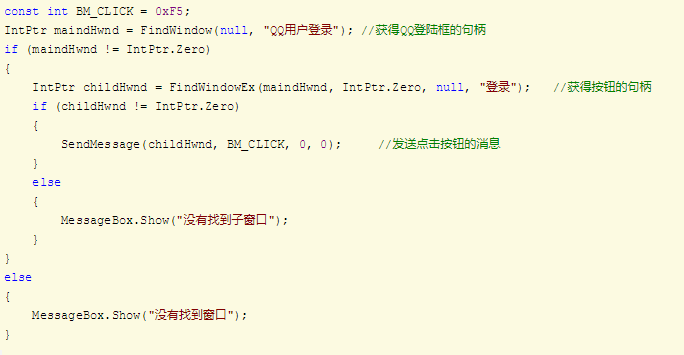 const int BM_CLICK = 0xF5;
IntPtr maindHwnd = FindWindow(null, "QQ用户登录"); //获得QQ登陆框的句柄
if (maindHwnd != IntPtr.Zero)
{
    IntPtr childHwnd = FindWindowEx(maindHwnd, IntPtr.Zero, null, "登录");   //获得按钮的句柄
    if (childHwnd != IntPtr.Zero)
    {
        SendMessage(childHwnd, BM_CLICK, 0, 0);     //发送点击按钮的消息
    }
    else
    {
        MessageBox.Show("没有找到子窗口");
    }
}
else
{
    MessageBox.Show("没有找到窗口");
}